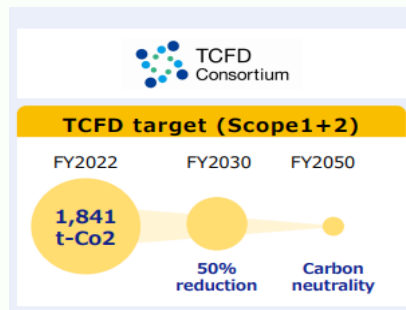 TCFD
Consortium
TCFD target (Scope1+2)
FY2022 FY2030 FY2050
1,841
t-Co2
50%
reduction
Carbon
neutrality